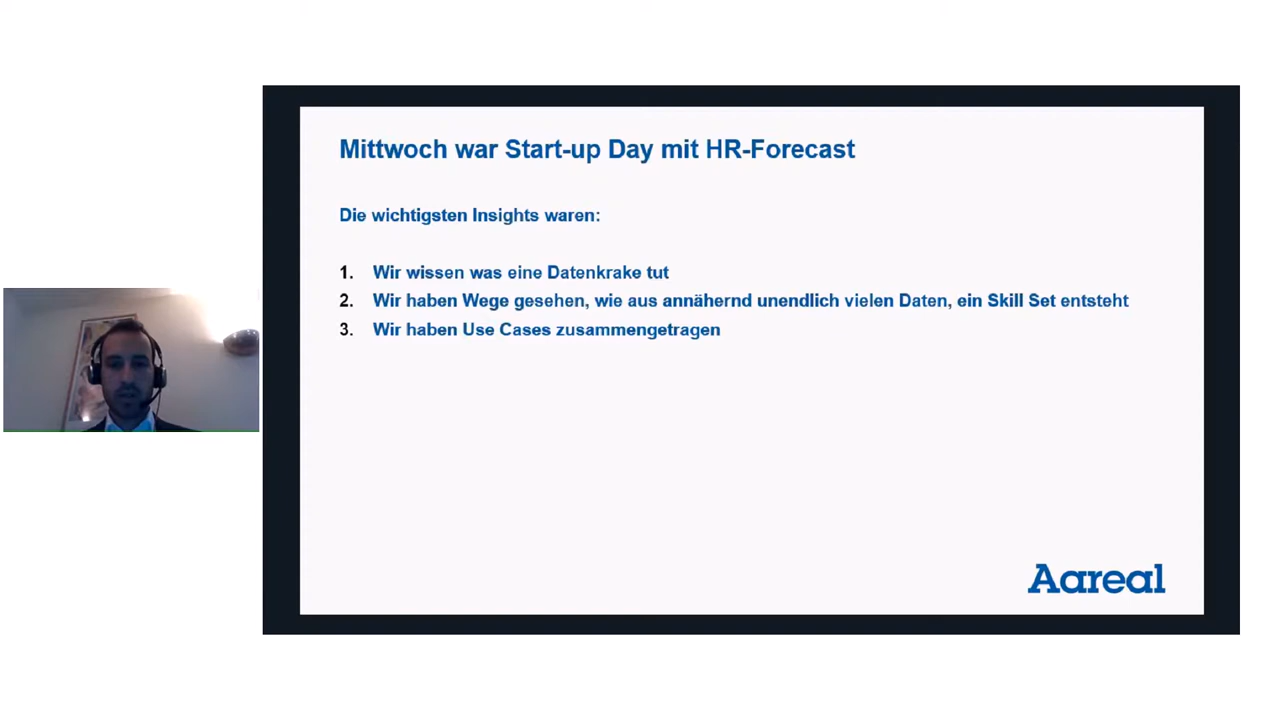 Mittwoch war Start-up Day mit HR-Forecast
Die wichtigsten Insights waren:
1. Wir wissen was eine Datenkrake tut
2. Wir haben Wege gesehen, wie aus annähernd unendlich vielen Daten, ein Skill Set entsteht
3. Wir haben Use Cases zusammengetragen
Aareal